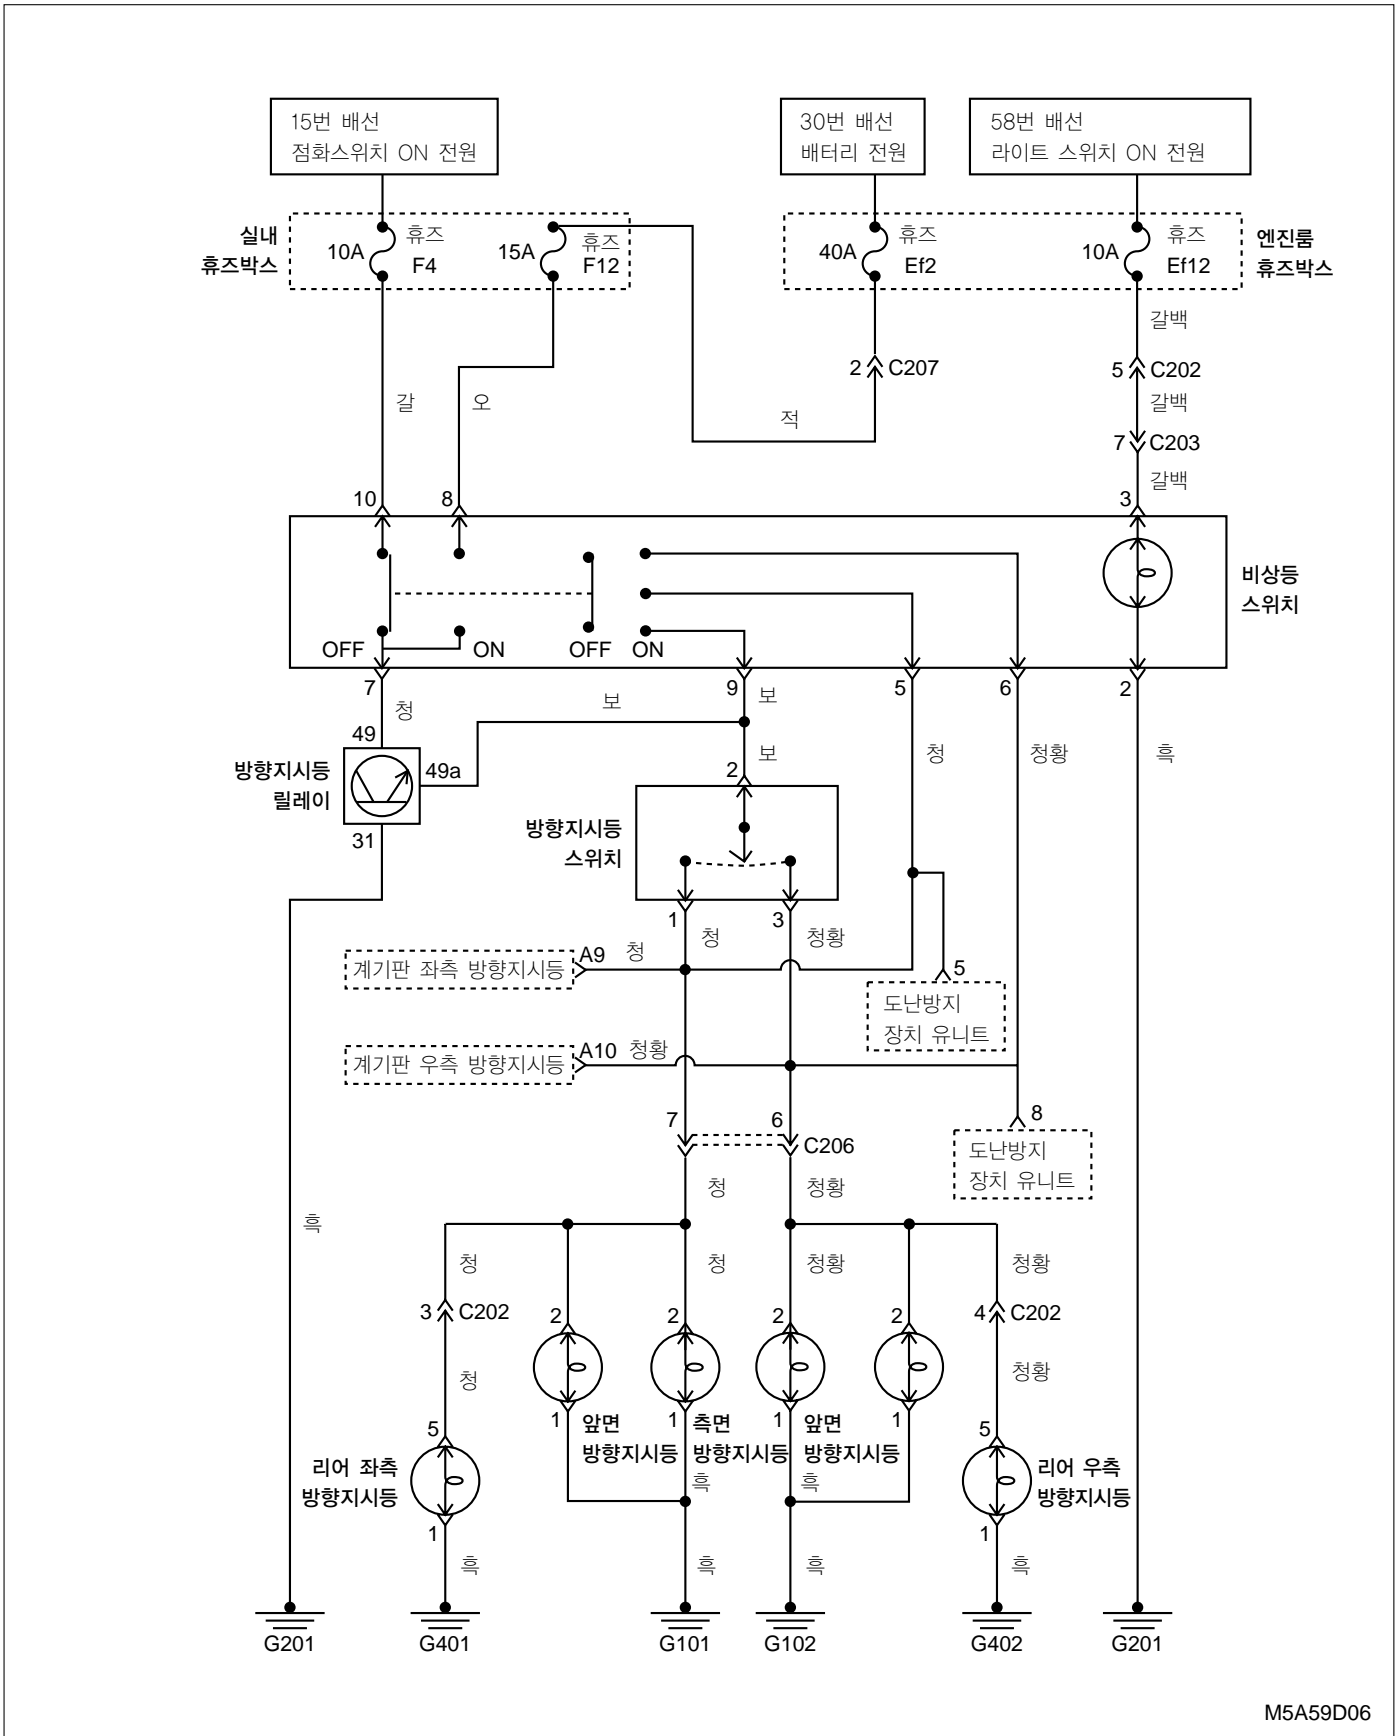 15번 배선
점화스위치 ON 전원
30번 배선
배터리 전원
58번 배선
라이트 스위치 ON 전원
실내
휴즈박스
10A
휴즈
F4
15A
휴즈
F12
40A
휴즈
Ef2
10A
휴즈
Ef12
엔진룸
휴즈박스
갈백
2
C207
5
C202
갈
오
적
갈백
7
C203
갈백
10
8
3
비상등
스위치
OFF
ON
OFF
ON
7
9
5
6
2
청
보
보
49
보
청
청황
흑
방향지시등
릴레이
49a
2
31
방향지시등
스위치
1
3
청
청황
계기판 좌측 방향지시등
A9
청
5
도난방지
장치 유니트
계기판 우측 방향지시등
A10
청황
7
6
C206
8
도난방지
장치 유니트
청
청황
흑
청
청
청황
청황
3
C202
2
2
2
2
4
C202
청
청황
1
1
1
1
앞면
방향지시등
측면
방향지시등
앞면
방향지시등
5
5
리어 좌측
방향지시등
흑
흑
리어 우측
방향지시등
1
1
흑
흑
흑
흑
G201
G401
G101
G102
G402
G201
M5A59D06